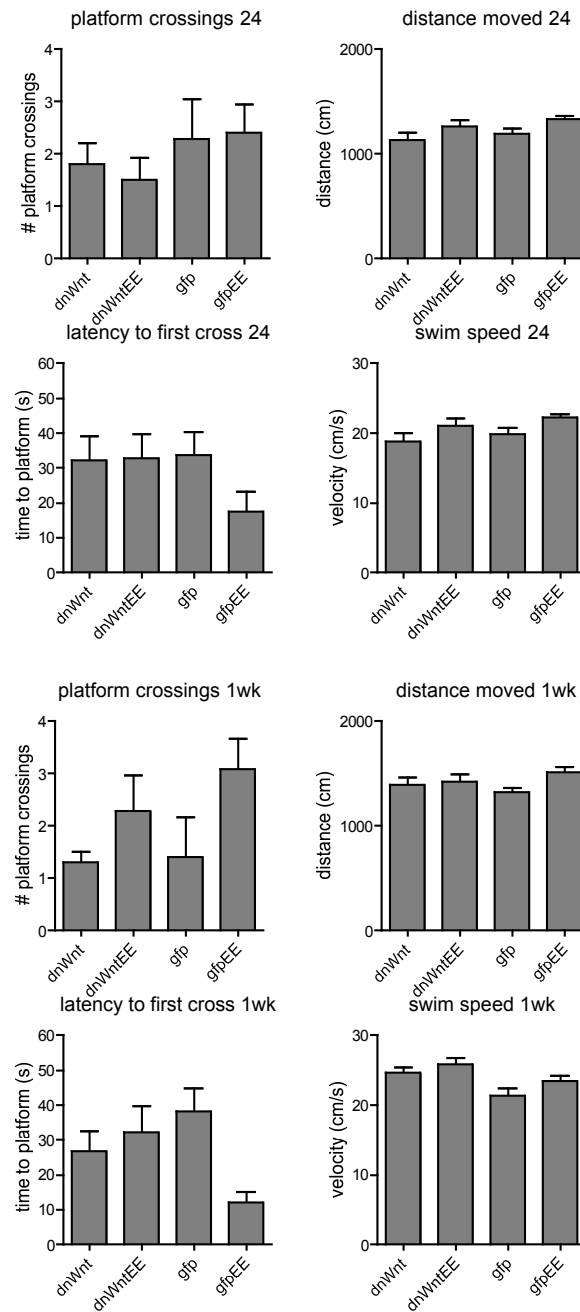 platform crossings 24
# platform crossings
4
3
2
1
0
dnWnt
dnWntEE
gfp
gfpEE
distance moved 24
distance (cm)
2000
1000
0
dnWnt
dnWntEE
gfp
gfpEE
latency to first cross 24
time to platform (s)
60
50
40
30
20
10
0
dnWnt
dnWntEE
gfp
gfpEE
swim speed 24
velocity (cm/s)
30
20
10
0
dnWnt
dnWntEE
gfp
gfpEE
platform crossings 1wk
# platform crossings
4
3
2
1
0
dnWnt
dnWntEE
gfp
gfpEE
distance moved 1wk
distance (cm)
2000
1000
0
dnWnt
dnWntEE
gfp
gfpEE
latency to first cross 1wk
time to platform (s)
60
50
40
30
20
10
0
dnWnt
dnWntEE
gfp
gfpEE
swim speed 1wk
velocity (cm/s)
30
20
10
0
dnWnt
dnWntEE
gfp
gfpEE